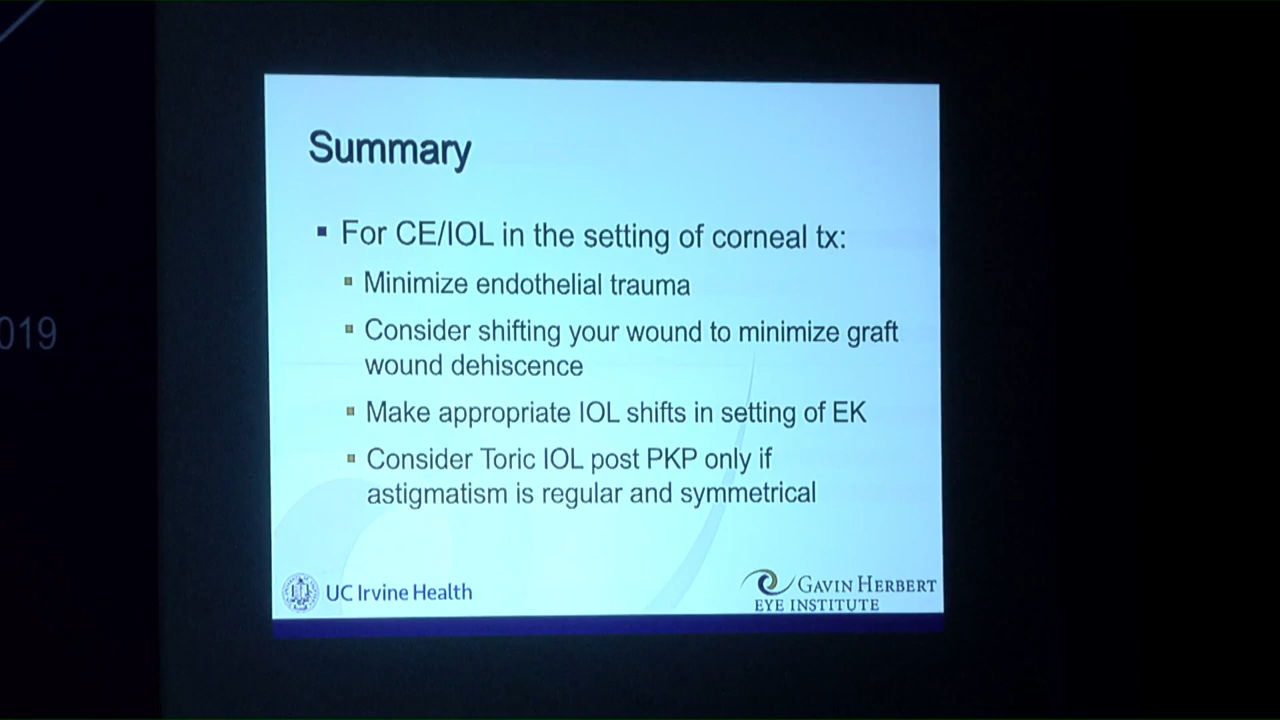 Summary
For CE/IOL in the setting of corneal tx:
Minimize endothelial trauma
Consider shifting your wound to minimize graft
wound dehiscence
Make appropriate IOL shifts in setting of EK
Consider Toric IOL post PKP only if
astigmatism is regular and symmetrical
019
UC Irvine Health
GAVIN HERBERT
EYE INSTITUTE